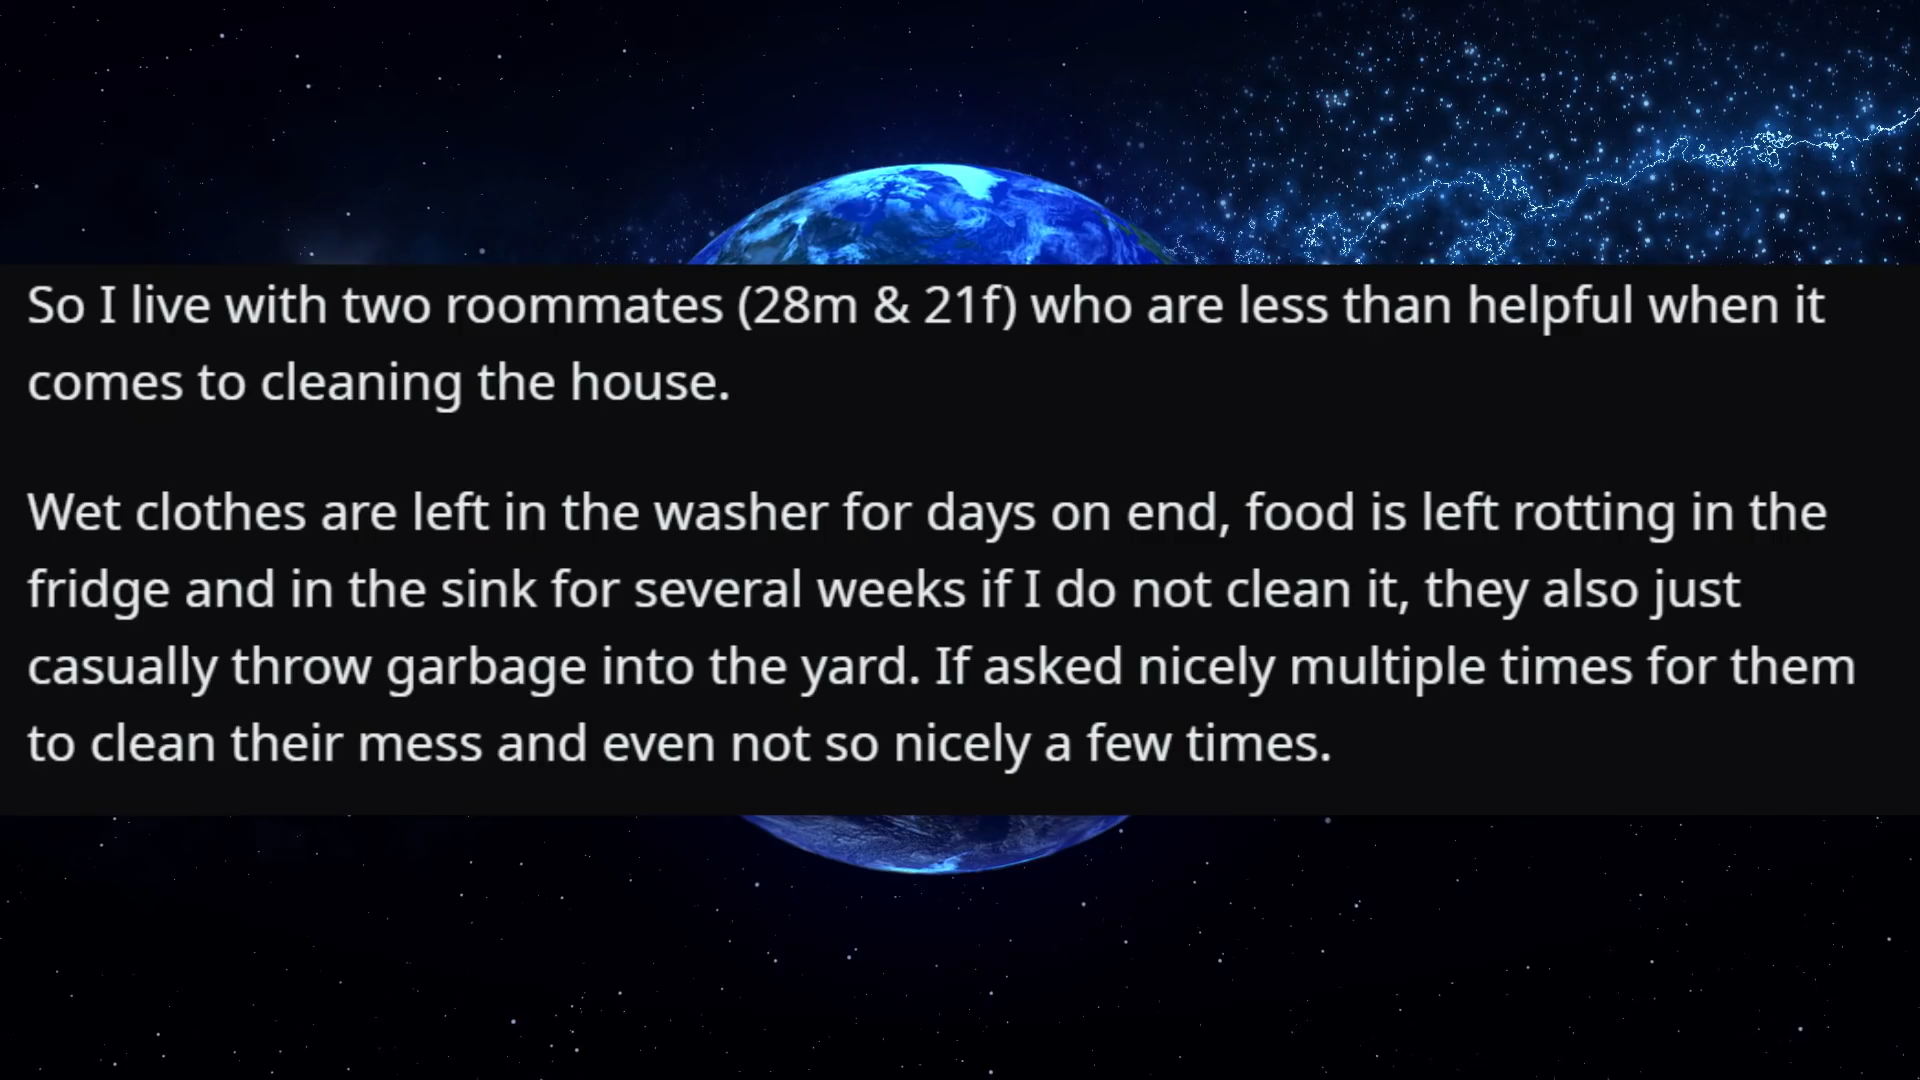 So I live with two roommates (28m & 21f) who are less than helpful when it
comes to cleaning the house.
Wet clothes are left in the washer for days on end, food is left rotting in the
fridge and in the sink for several weeks if I do not clean it, they also just
casually throw garbage into the yard. If asked nicely multiple times for them
to clean their mess and even not so nicely a few times.